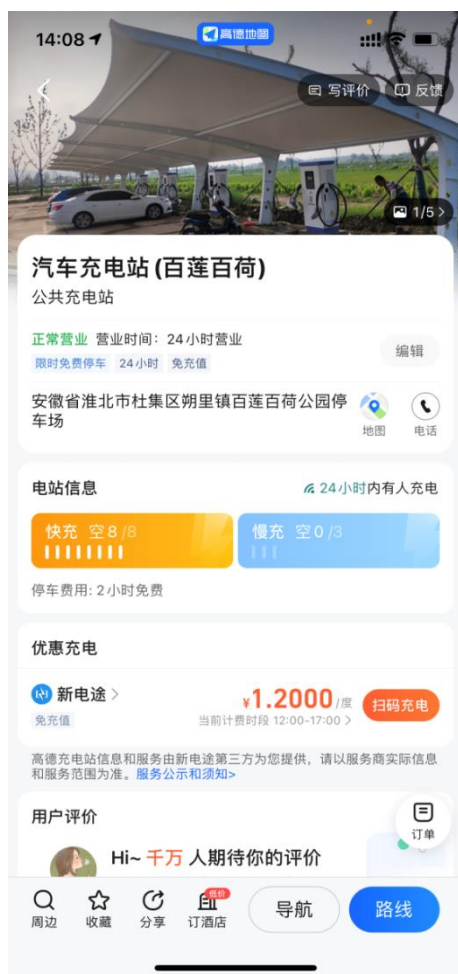 14:08
高德地图
写评价
反馈
1/5
汽车充电站(百莲百荷)
公共充电站
正常营业 营业时间: 24小时营业
限时免费停车 24小时 免充值
编辑
安徽省淮北市杜集区朔里镇百莲百荷公园停
车场
地图
电话
电站信息
24小时内有人充电
快充 空8/8
慢充 空0/3
停车费用: 2小时免费
优惠充电
新电途
免充值
¥1.2000/度
当前计费时段 12:00-17:00
扫码充电
高德充电站信息和服务由新电途第三方为您提供, 请以服务商实际信息
和服务范围为准。服务公示和须知>
用户评价
订单
Hi~ 千万 人期待你的评价
周边
收藏
分享
低价
订酒店
导航
路线